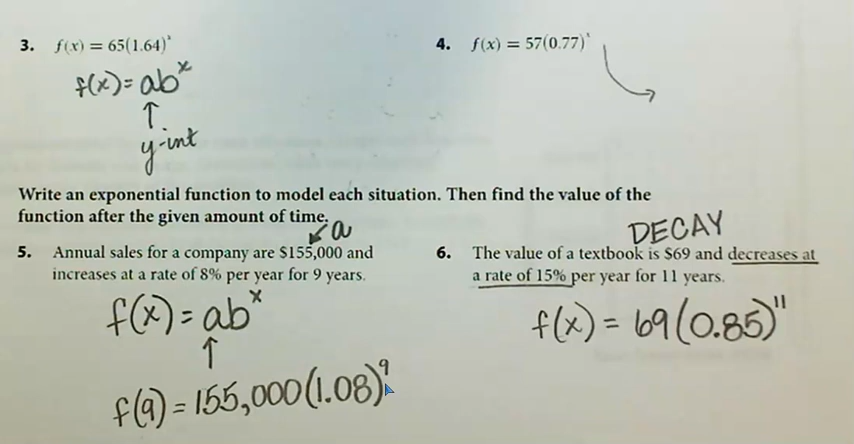 3. f(x) = 65(1.64)ˣ
f(x) = abˣ
y-int
4. f(x) = 57(0.77)ˣ
Write an exponential function to model each situation. Then find the value of the
function after the given amount of time.
a
5. Annual sales for a company are $155,000 and
increases at a rate of 8% per year for 9 years.
f(x) = abˣ
f(9) = 155,000(1.08)⁹
DECAY
6. The value of a textbook is $69 and decreases at
a rate of 15% per year for 11 years.
f(x) = 69(0.85)¹¹